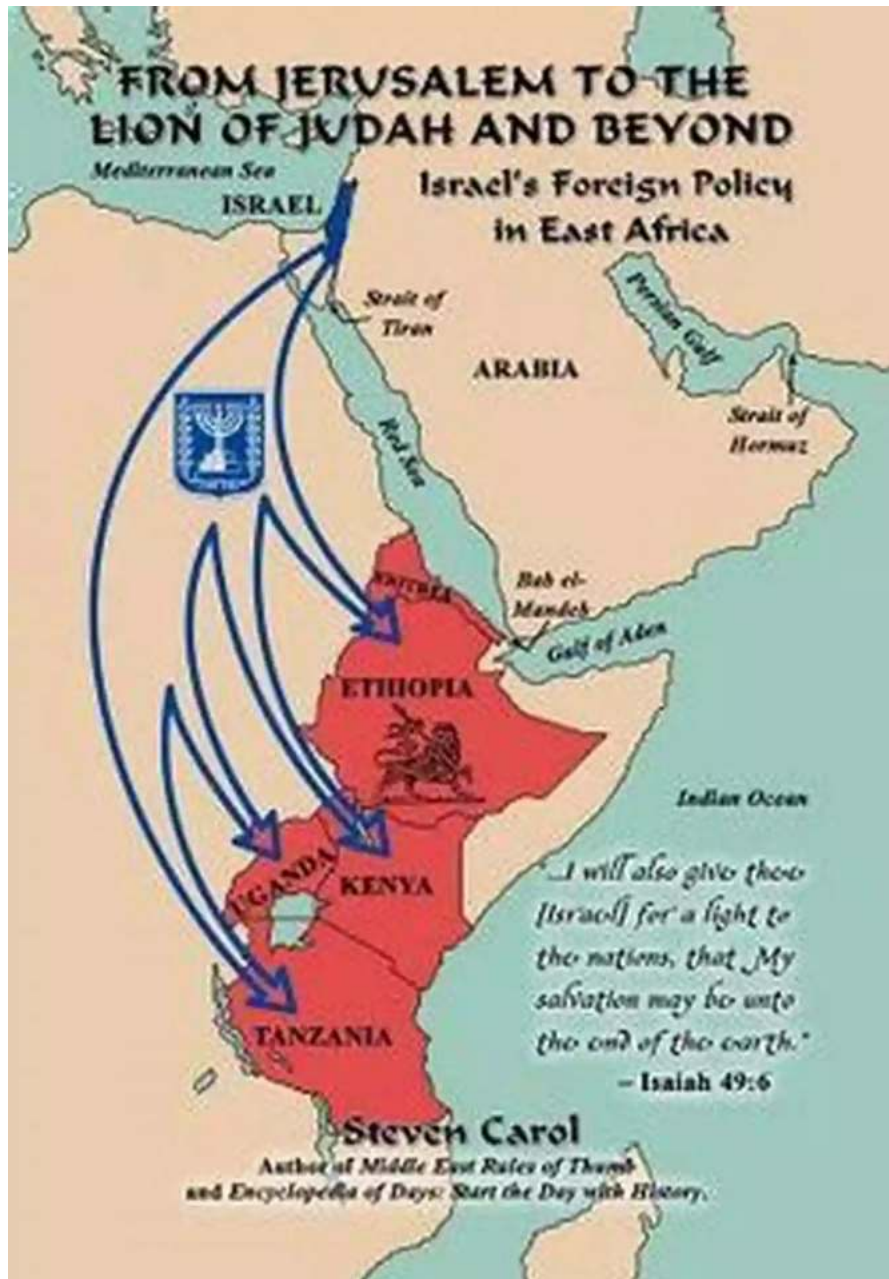 FROM JERUSALEM TO THE
LION OF JUDAH AND BEYOND
Mediterranean Sea
ISRAEL
Israel's Foreign Policy
in East Africa
Strait of
Tiran
Persian Gulf
ARABIA
Strait of
Hormuz
Red Sea
ERITREA
Bab el-
Mandeb
Gulf of Aden
ETHIOPIA
Indian Ocean
UGANDA
KENYA
"...I will also give thee
[Israel] for a light to
the nations, that My
salvation may be unto
the end of the earth."
– Isaiah 49:6
TANZANIA
Steven Carol
Author of Middle East Rules of Thumb
and Encyclopedia of Days: Start the Day with History.